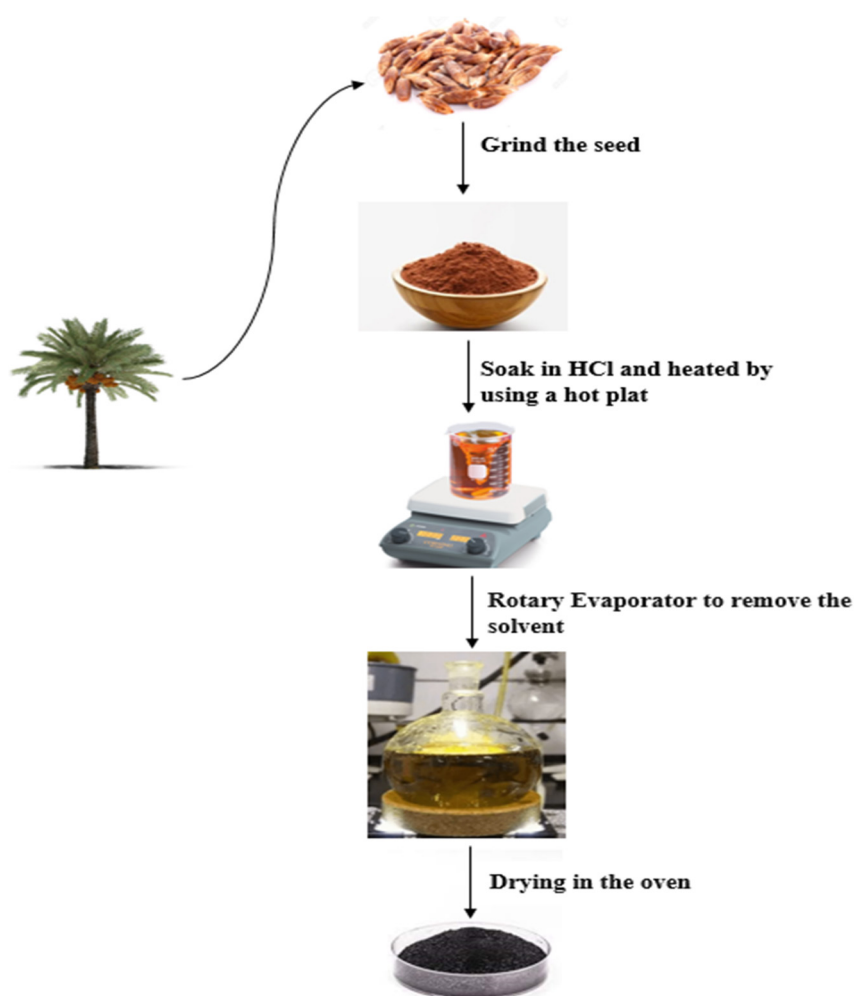 Grind the seed
Soak in HCl and heated by
using a hot plat
Rotary Evaporator to remove the
solvent
Drying in the oven